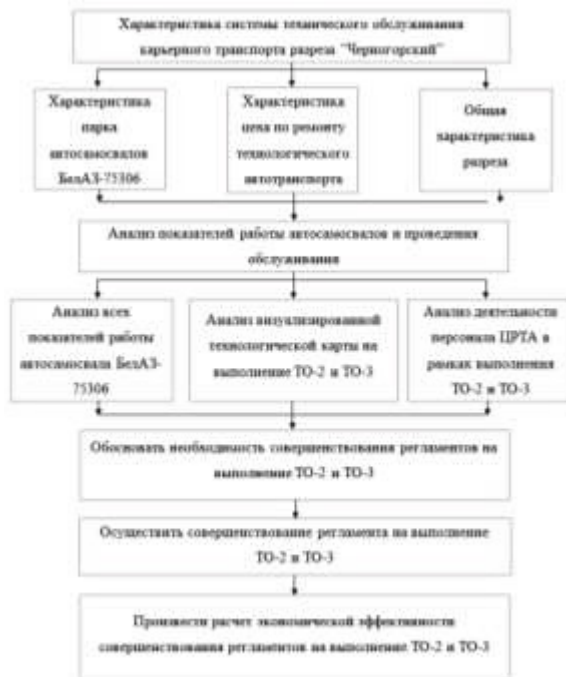 Характеристика системы технического обслуживания
карьерного транспорта разреза "Черногорский"
Характеристика
парка
автосамосвалов
БелАЗ-75306
Характеристика
цеха по ремонту
технологического
автотранспорта
Общая
характеристика
разреза
Анализ показателей работы автосамосвалов и проведения
обслуживания
Анализ всех
показателей работы
автосамосвала БелАЗ-
75306
Анализ визуализированной
технологической карты на
выполнение ТО-2 и ТО-3
Анализ деятельности
персонала ЦРТА в
рамках выполнения
ТО-2 и ТО-3
Обосновать необходимость совершенствования регламентов на
выполнение ТО-2 и ТО-3
Осуществить совершенствование регламента на выполнение
ТО-2 и ТО-3
Произвести расчет экономической эффективности
совершенствования регламентов на выполнение ТО-2 и ТО-3